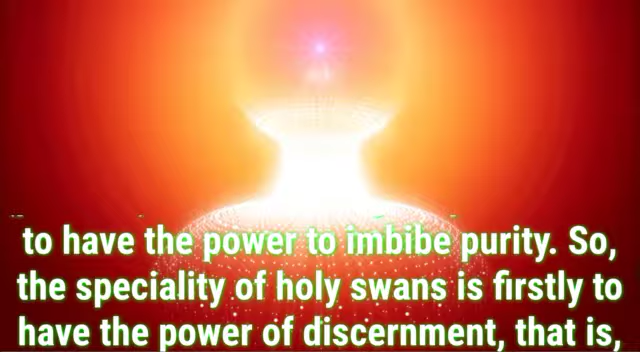 to have the power to imbibe purity. So,
the speciality of holy swans is firstly to
have the power of discernment, that is,